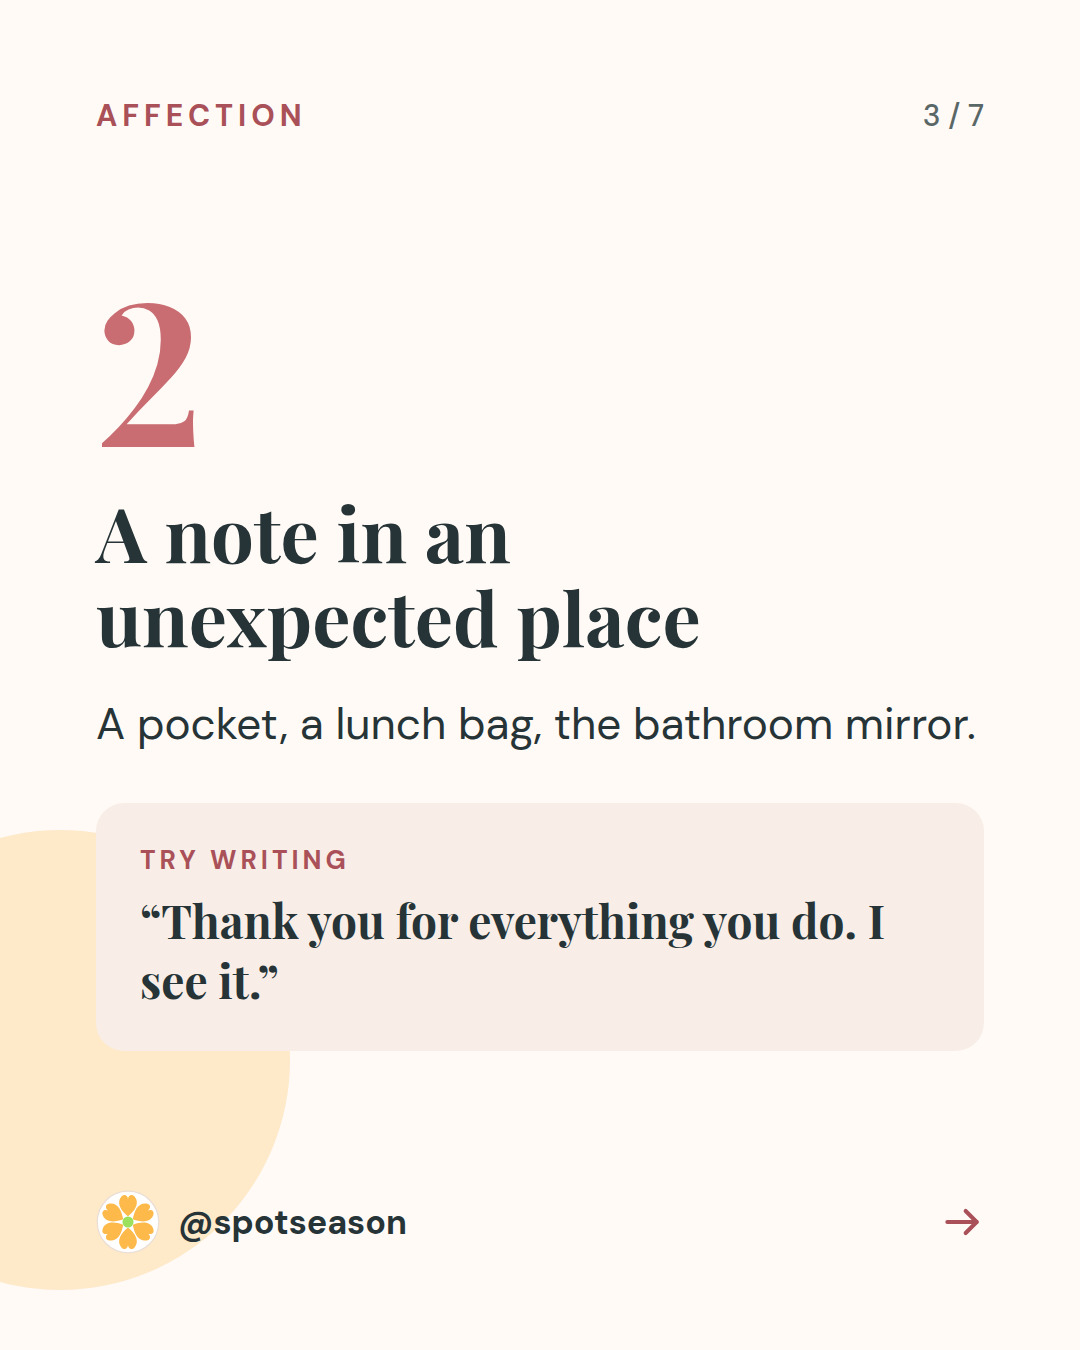 AFFECTION
3 / 7
2
A note in an
unexpected place
A pocket, a lunch bag, the bathroom mirror.
TRY WRITING
“Thank you for everything you do. I
see it.”
@spotseason